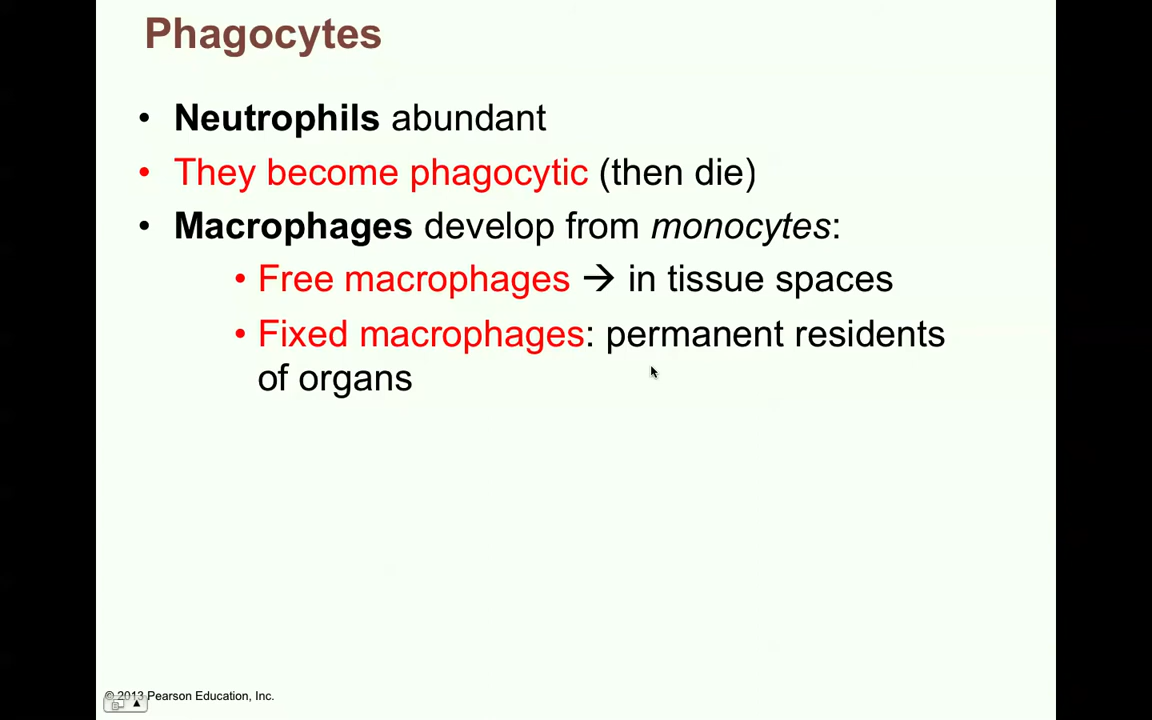 Phagocytes
• Neutrophils abundant
• They become phagocytic (then die)
• Macrophages develop from monocytes:
• Free macrophages → in tissue spaces
• Fixed macrophages: permanent residents
of organs
© 2013 Pearson Education, Inc.